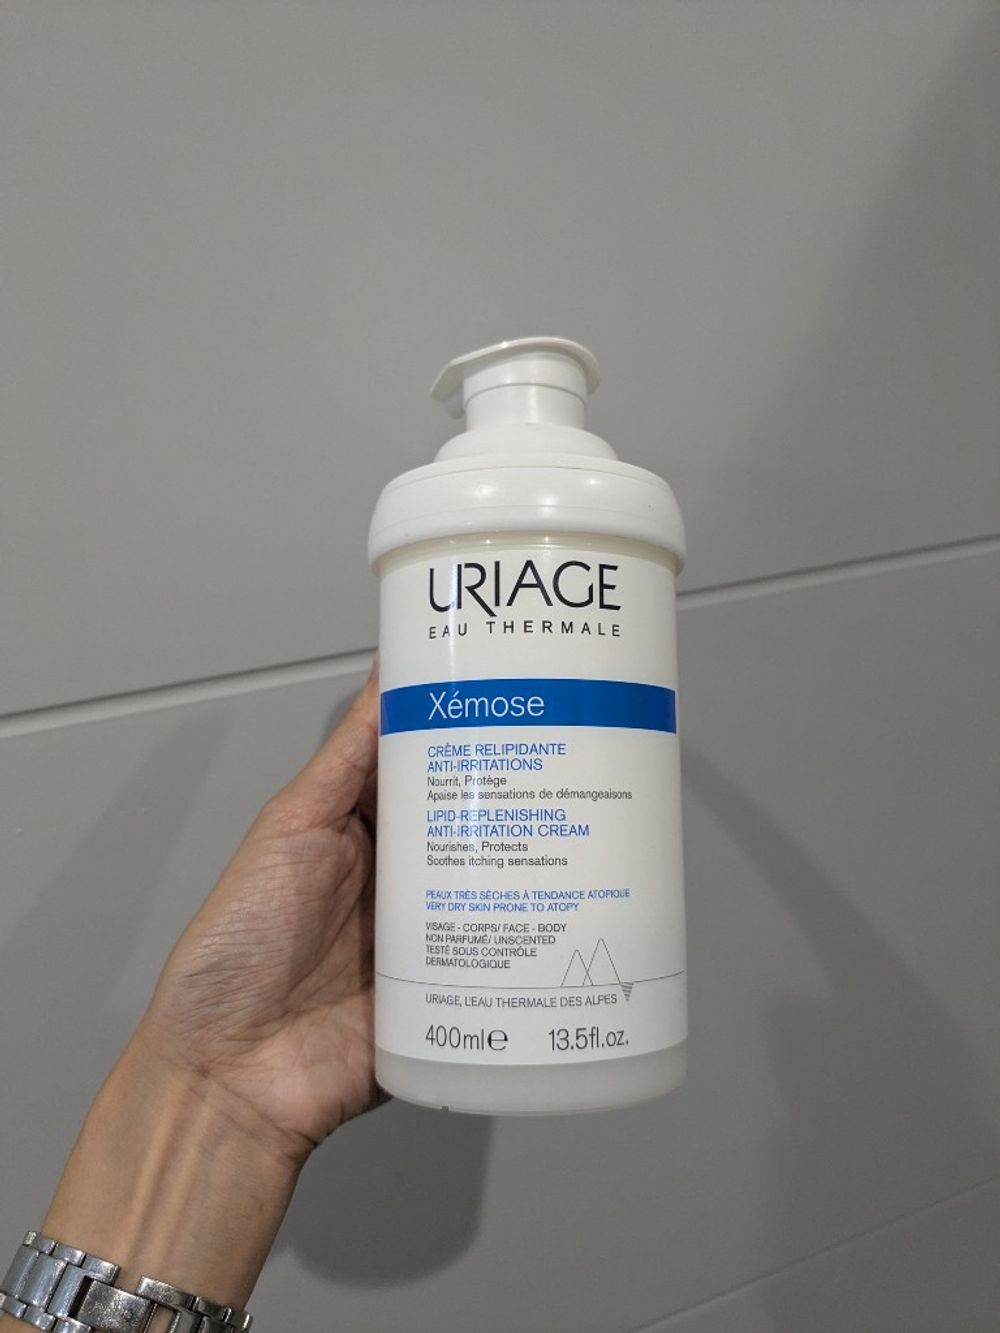 URIAGE
EAU THERMALE
Xémose
CRÈME RELIPIDANTE
ANTI-IRRITATIONS
Nourrit, Protège
Apaise les sensations de démangeaisons
LIPID-REPLENISHING
ANTI-IRRITATION CREAM
Nourishes, Protects
Soothes itching sensations
PEAUX TRÈS SÈCHES À TENDANCE ATOPIQUE
VERY DRY SKIN PRONE TO ATOPY
VISAGE - CORPS/ FACE - BODY
NON PARFUMÉ/ UNSCENTED
TESTÉ SOUS CONTRÔLE
DERMATOLOGIQUE
URIAGE, L'EAU THERMALE DES ALPES
400ml℮ 13.5fl.oz.